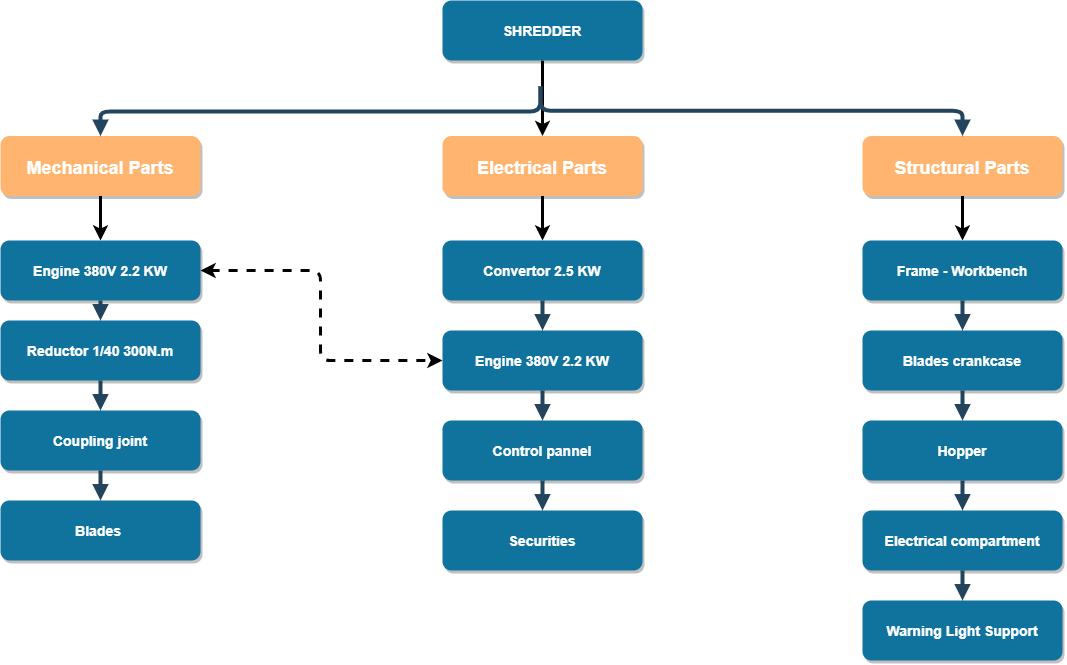 SHREDDER
Mechanical Parts
Electrical Parts
Structural Parts
Engine 380V 2.2 KW
Convertor 2.5 KW
Frame - Workbench
Reductor 1/40 300N.m
Engine 380V 2.2 KW
Blades crankcase
Coupling joint
Control pannel
Hopper
Blades
Securities
Electrical compartment
Warning Light Support